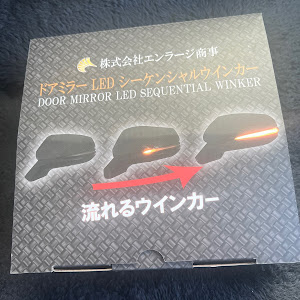 株式会社エンラージ商事
ドアミラー LED シーケンシャルウインカー
DOOR MIRROR LED SEQUENTIAL WINKER
流れるウインカー